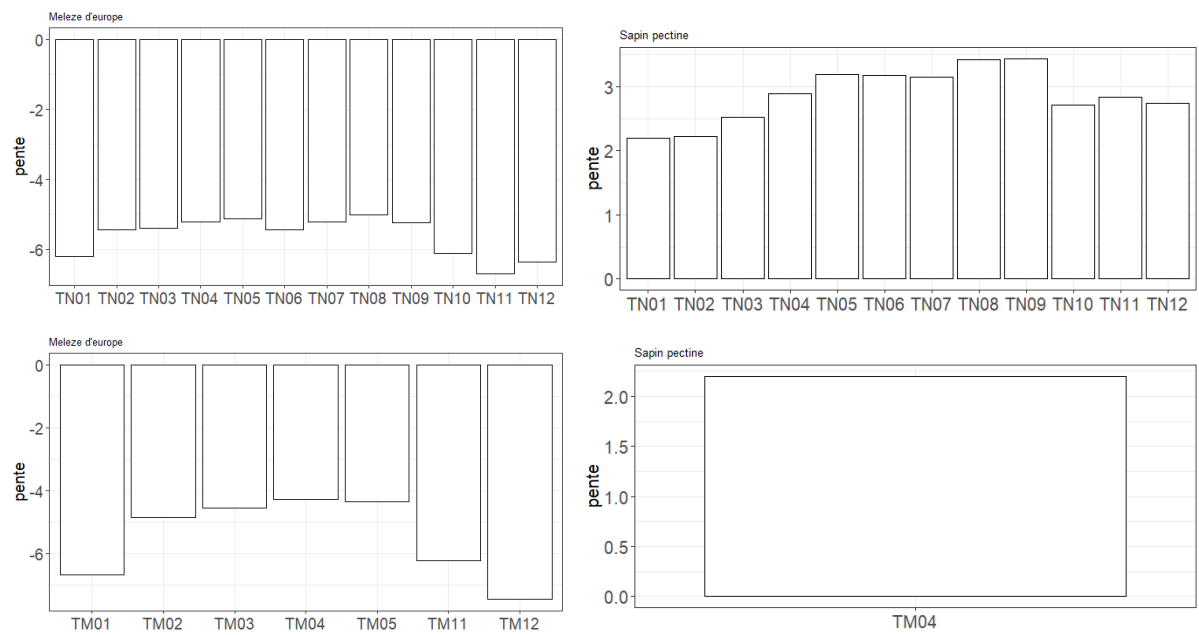 Meleze d'europe
pente
0
-2
-4
-6
TN01 TN02 TN03 TN04 TN05 TN06 TN07 TN08 TN09 TN10 TN11 TN12
Sapin pectine
pente
3
2
1
0
TN01 TN02 TN03 TN04 TN05 TN06 TN07 TN08 TN09 TN10 TN11 TN12
Meleze d'europe
pente
0
-2
-4
-6
TM01 TM02 TM03 TM04 TM05 TM11 TM12
Sapin pectine
pente
2.0
1.5
1.0
0.5
0.0
TM04